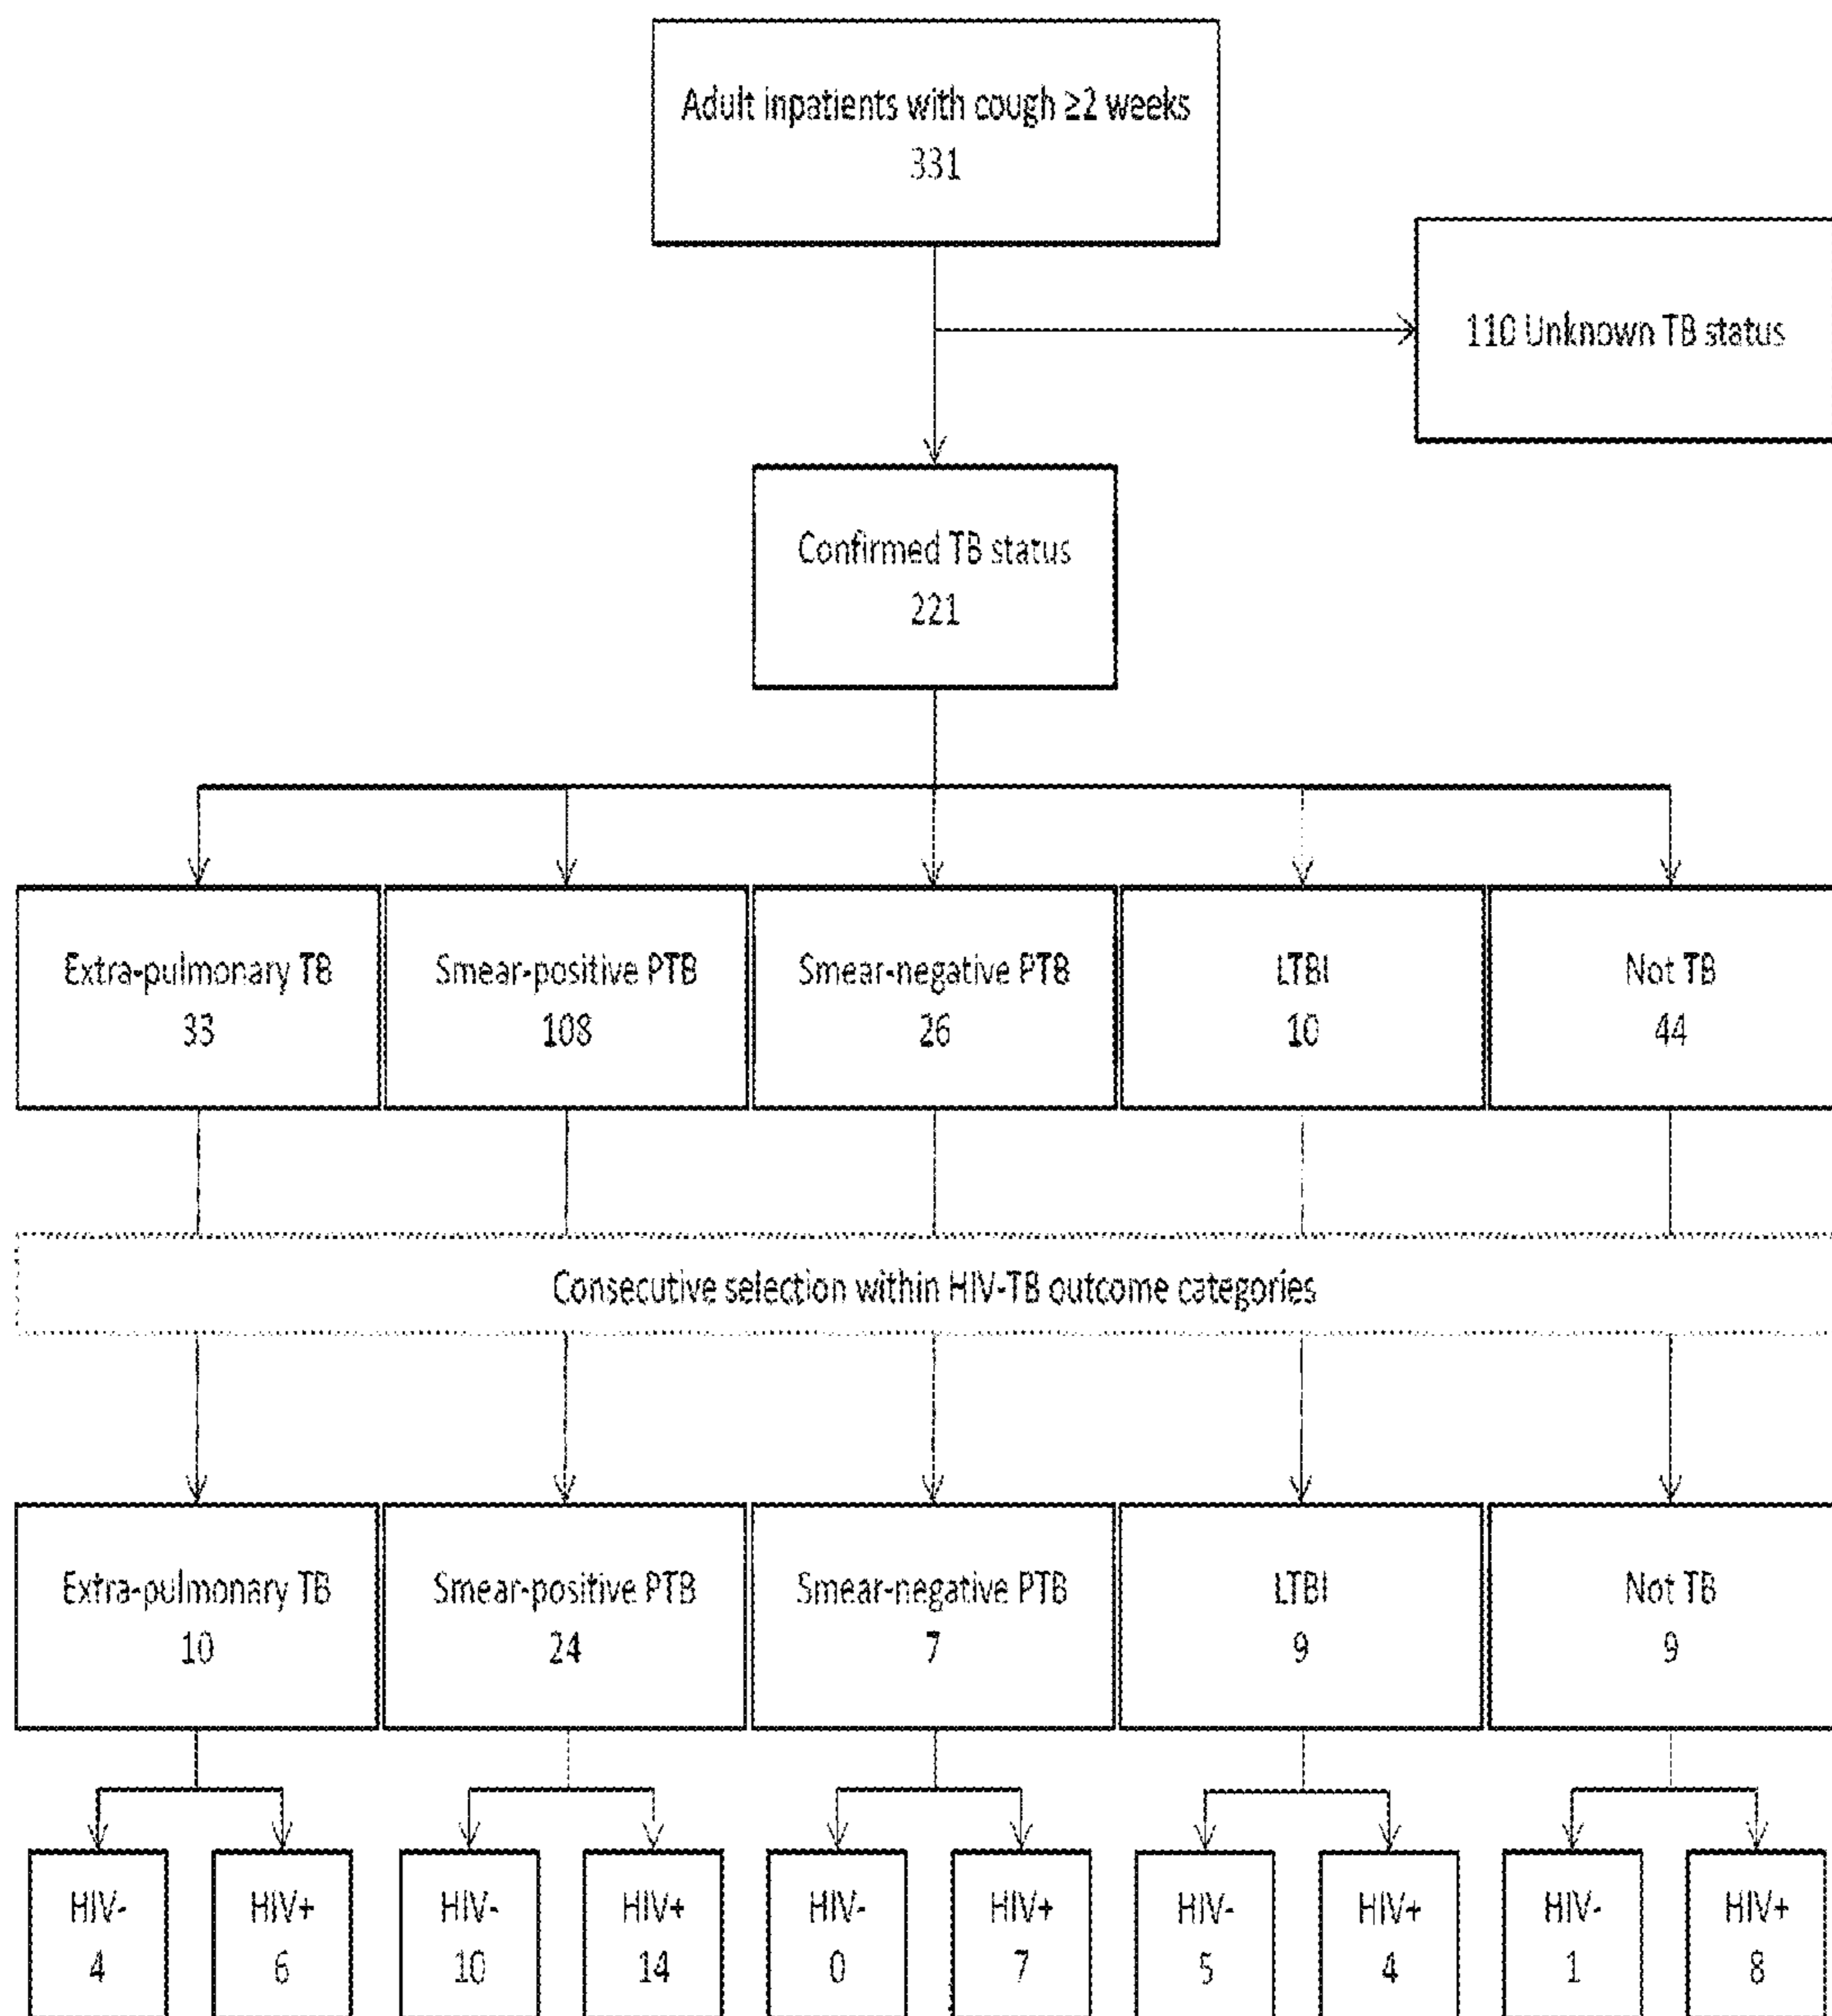 Adult inpatients with cough ≥2 weeks
331
110 Unknown TB status
Confirmed TB status
221
Extra-pulmonary TB
33
Smear-positive PTB
108
Smear-negative PTB
26
LTBI
10
Not TB
44
Consecutive selection within HIV-TB outcome categories
Extra-pulmonary TB
10
Smear-positive PTB
24
Smear-negative PTB
7
LTBI
9
Not TB
9
HIV-
4
HIV+
6
HIV-
10
HIV+
14
HIV-
0
HIV+
7
HIV-
5
HIV+
4
HIV-
1
HIV+
8